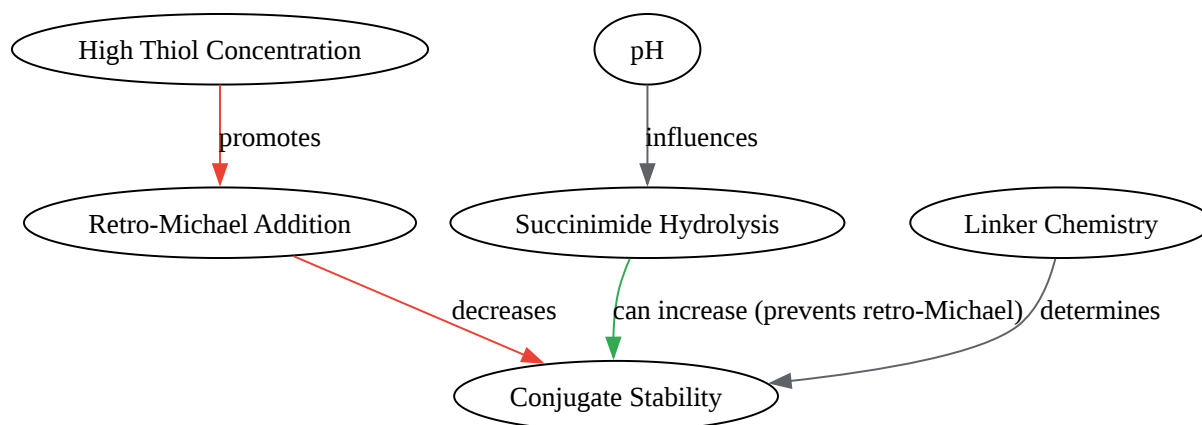 High Thiol Concentration
pH
promotes
influences
Retro-Michael Addition
Succinimide Hydrolysis
Linker Chemistry
decreases
can increase (prevents retro-Michael)
determines
Conjugate Stability